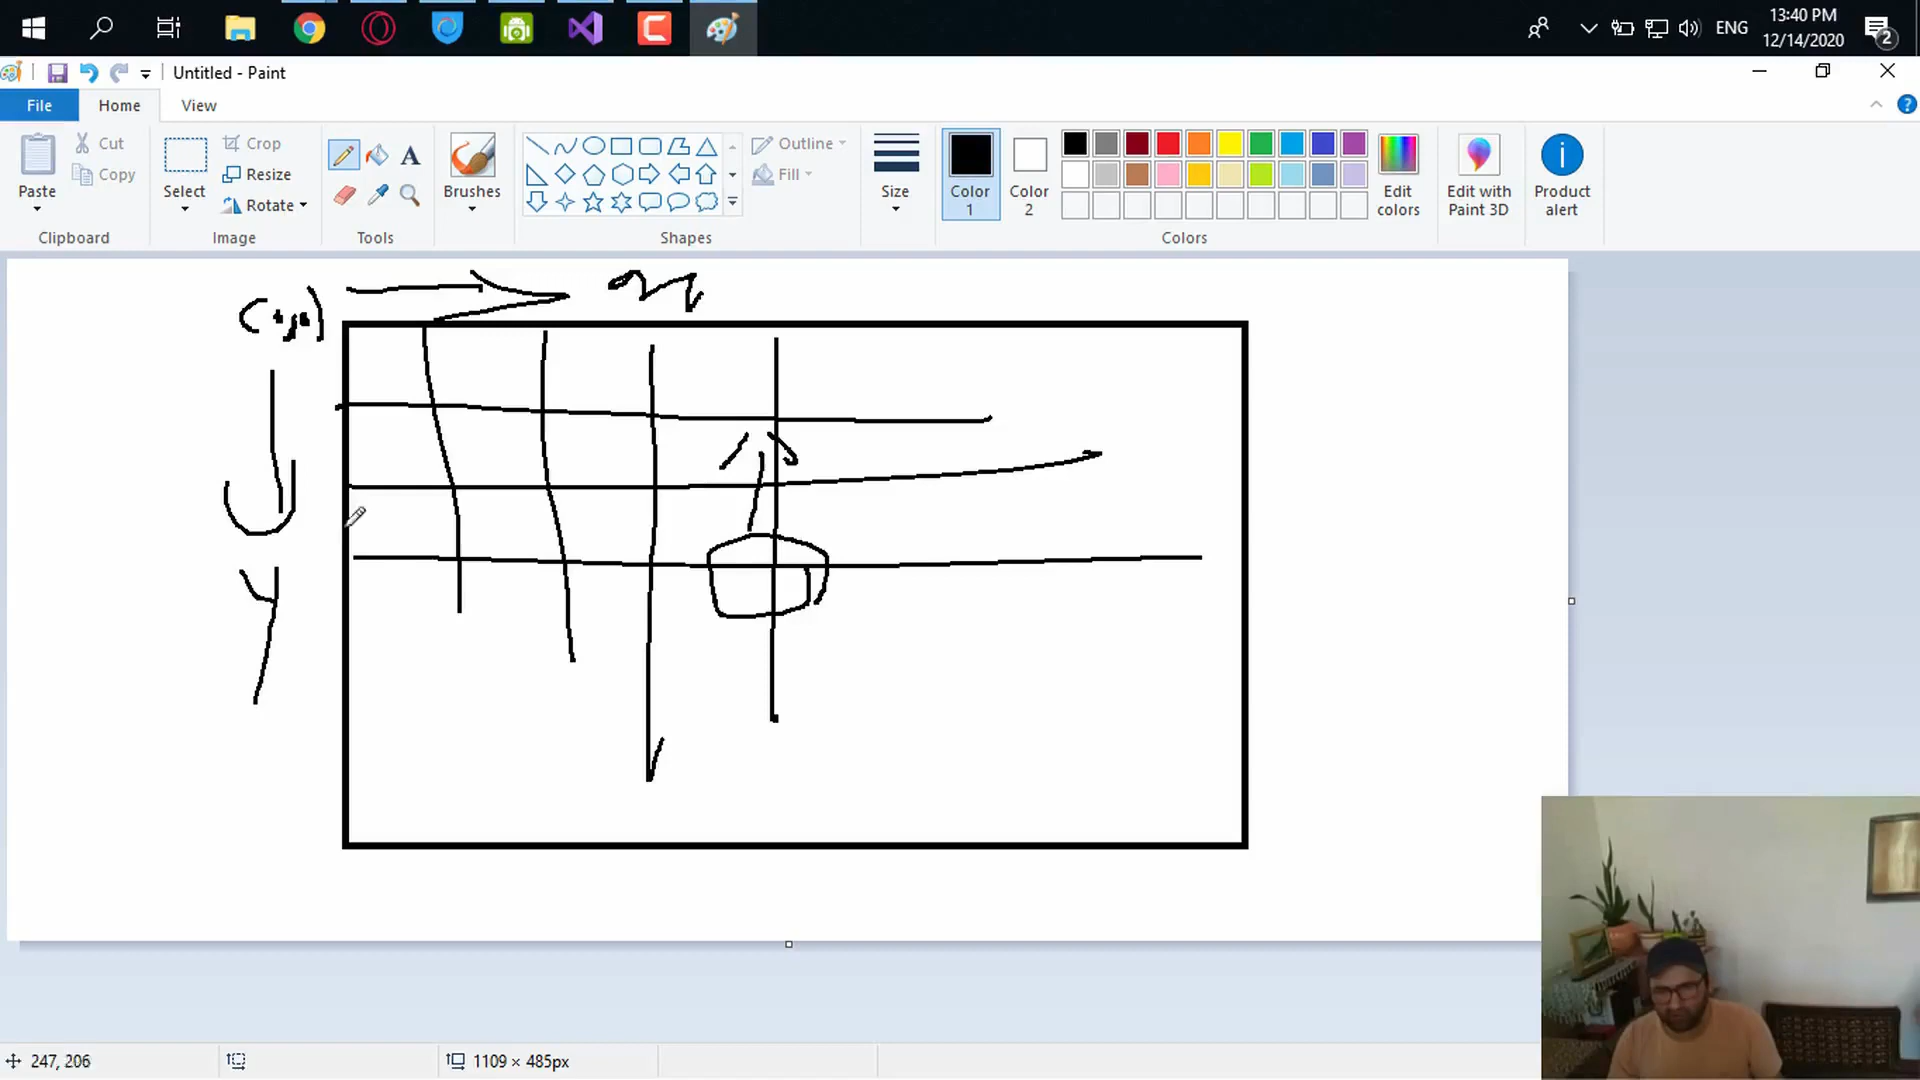 ENG
13:40 PM
12/14/2020
2
Untitled - Paint
File Home View
Paste
Cut
Copy
Clipboard
Select
Crop
Resize
Rotate
Image
A
Tools
Brushes
Shapes
Outline
Fill
Size
Color 1
Color 2
Edit colors
Colors
Edit with Paint 3D
Product alert
y
247, 206
1109 × 485px